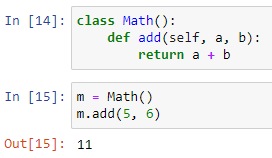 In [14]: class Math():
    def add(self, a, b):
        return a + b
In [15]: m = Math()
m.add(5, 6)
Out[15]: 11